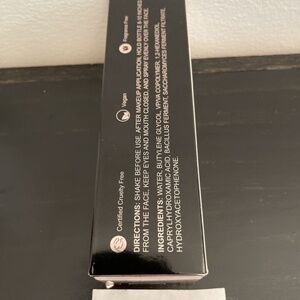 Fragrance-Free
Vegan
Certified Cruelty Free
DIRECTIONS: SHAKE BEFORE USE. AFTER MAKEUP APPLICATION, HOLD BOTTLE 8-10 INCHES
FROM THE FACE, KEEP EYES AND MOUTH CLOSED, AND SPRAY EVENLY OVER THE FACE.
INGREDIENTS: WATER, BUTYLENE GLYCOL, VP/VA COPOLYMER, 1,2-HEXANEDIOL,
CAPRYLHYDROXAMIC ACID, BACILLUS FERMENT, SACCHAROMYCES FERMENT FILTRATE,
HYDROXYACETOPHENONE.